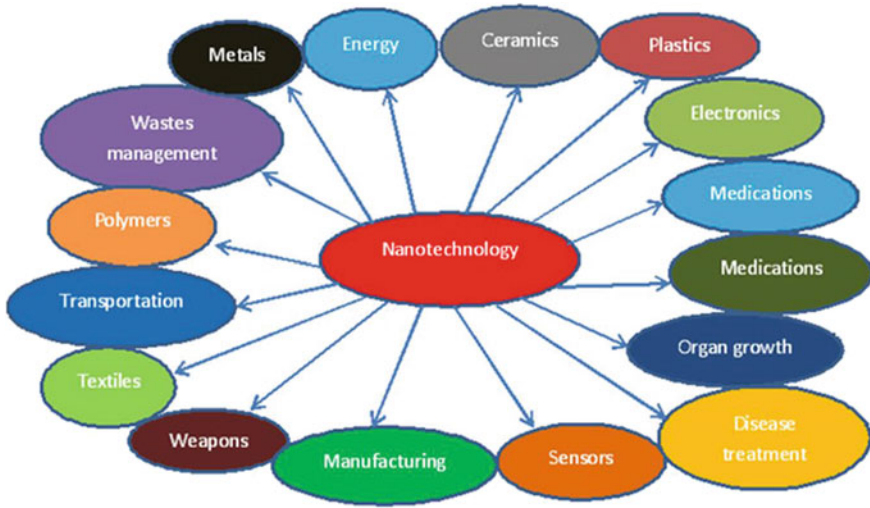 Metals
Energy
Ceramics
Plastics
Wastes
management
Electronics
Polymers
Medications
Nanotechnology
Medications
Transportation
Organ growth
Textiles
Weapons
Manufacturing
Sensors
Disease
treatment